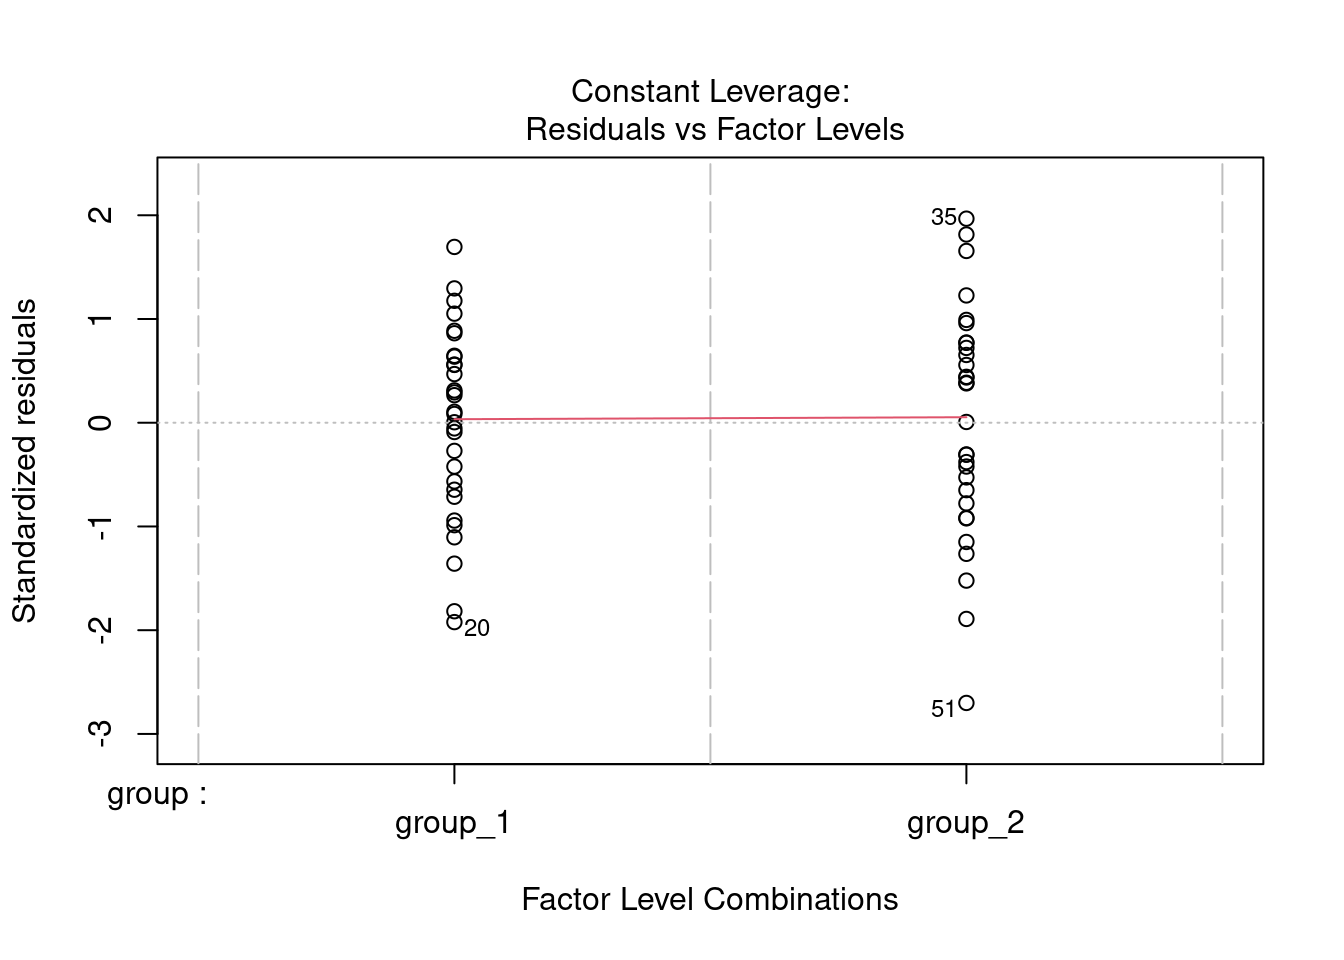 Constant Leverage:
Residuals vs Factor Levels
Standardized residuals
2
1
0
-1
-2
-3
35
20
51
group :
group_1
group_2
Factor Level Combinations